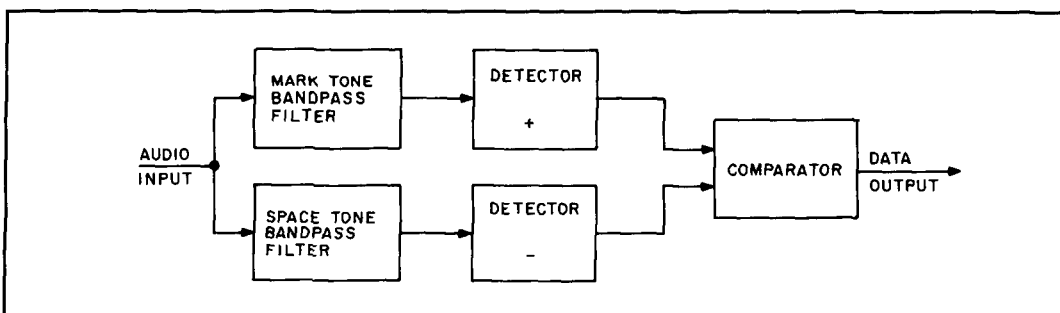 MARK TONE
BANDPASS
FILTER
DETECTOR
+
AUDIO
INPUT
COMPARATOR
DATA
OUTPUT
SPACE TONE
BANDPASS
FILTER
DETECTOR
−